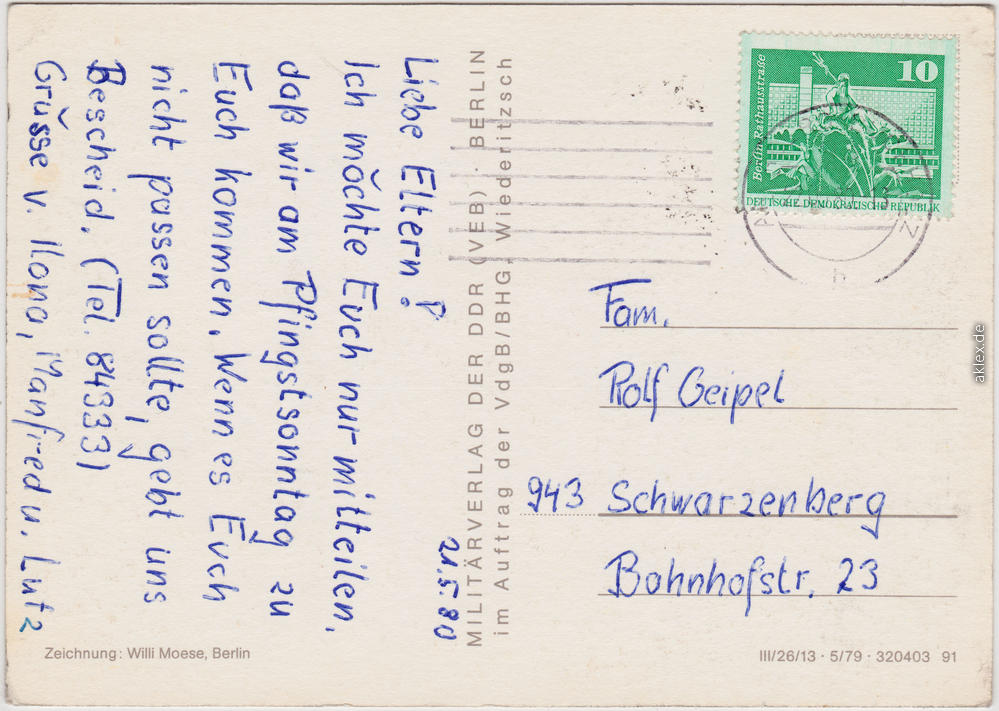 21.5.80
Liebe Eltern!
Ich möchte Euch nur mitteilen,
daß wir am Pfingstsonntag zu
Euch kommen. Wenn es Euch
nicht passen sollte, gebt uns
Bescheid. (Tel. 84333)
Grüsse v. Ilona, Manfred u. Lutz
Zeichnung: Willi Moese, Berlin
MILITÄRVERLAG DER DDR (VEB) · BERLIN
im Auftrag der VdgB/BHG, Wiederitzsch
10
Berlin, Rathausstraße
DEUTSCHE DEMOKRATISCHE REPUBLIK
h
Fam.
Rolf Geipel
943 Schwarzenberg
Bahnhofstr. 23
III/26/13 · 5/79 · 320403 91
aklex.de